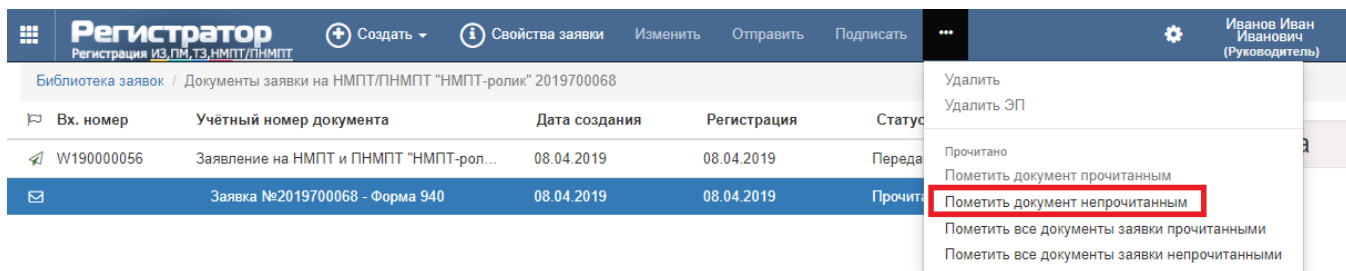 Регистратор
Регистрация ИЗ,ПМ,ТЗ,НМПТ/ПНМПТ
Создать
Свойства заявки
Изменить
Отправить
Подписать
Иванов Иван
Иванович
(Руководитель)
Библиотека заявок / Документы заявки на НМПТ/ПНМПТ "НМПТ-ролик" 2019700068
Удалить
Удалить ЭП
Вх. номер Учётный номер документа Дата создания Регистрация Статус
W190000056 Заявление на НМПТ и ПНМПТ "НМПТ-рол... 08.04.2019 08.04.2019 Переда
Заявка №2019700068 - Форма 940 08.04.2019 08.04.2019 Прочита
Прочитано
Пометить документ прочитанным
Пометить документ непрочитанным
Пометить все документы заявки прочитанными
Пометить все документы заявки непрочитанными